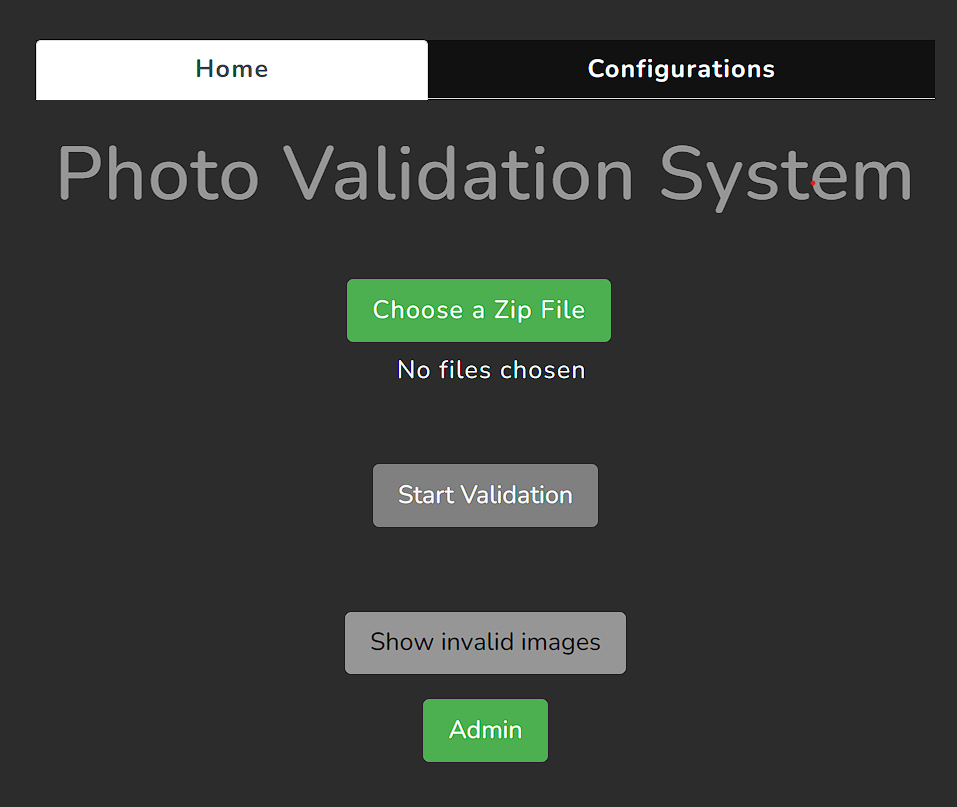 Home Configurations
Photo Validation System
Choose a Zip File
No files chosen
Start Validation
Show invalid images
Admin